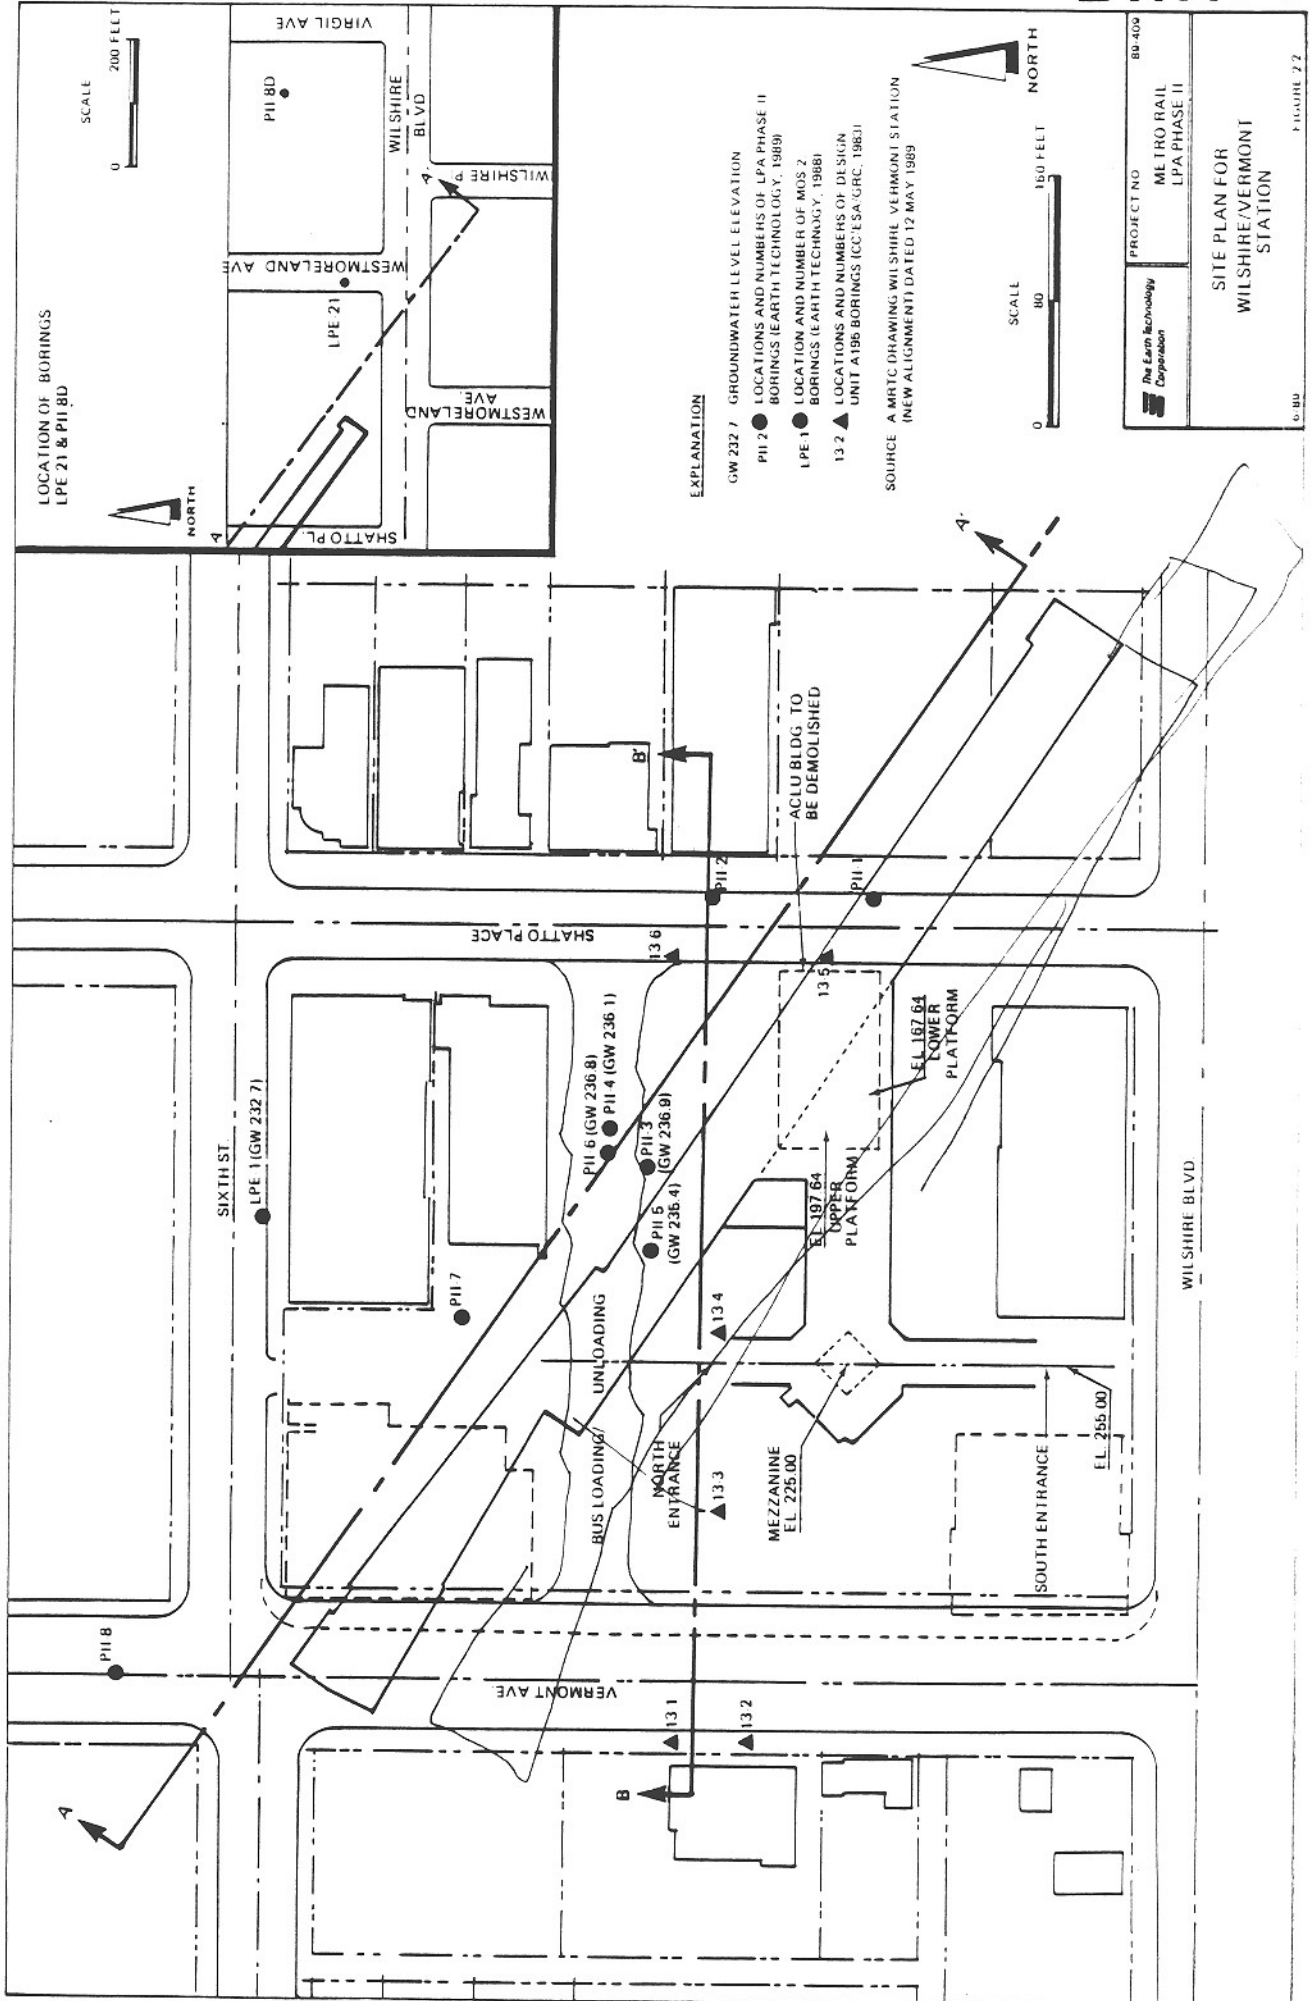 LOCATION OF BORINGS
LPE 21 & PII 8D
SCALE
0 200 FEET
NORTH
VIRGIL AVE
PII 8D
WILSHIRE
BLVD
WILSHIRE PL
WESTMORELAND AVE
LPE 21
WESTMORELAND
AVE.
SHATTO PL.
A
A'
EXPLANATION
GW 232 7 GROUNDWATER LEVEL ELEVATION
PII 2 LOCATIONS AND NUMBERS OF LPA PHASE II
BORINGS (EARTH TECHNOLOGY, 1989)
LPE-1 LOCATION AND NUMBER OF MOS 2
BORINGS (EARTH TECHNOLOGY, 1988)
13 2 LOCATIONS AND NUMBERS OF DESIGN
UNIT A195 BORINGS (CC/ESA/GRC, 1983)
SOURCE A MRTC DRAWING WILSHIRE VERMONT STATION
(NEW ALIGNMENT) DATED 12 MAY 1989
NORTH
SCALE
0 80 160 FEET
The Earth Technology
Corporation
PROJECT NO 89-409
METRO RAIL
LPA PHASE II
SITE PLAN FOR
WILSHIRE/VERMONT
STATION
FIGURE 2 2
PII 8
SIXTH ST.
LPE 1 (GW 232 7)
A
PII-7
SHATTO PLACE
PII 6 (GW 236.8)
PII 4 (GW 236 1)
PII-3
(GW 236.9)
PII 5
(GW 236.4)
13 6
B'
PII 2
PII 1
ACLU BLDG TO
BE DEMOLISHED
A'
13 5
EL 167 64
LOWER
PLATFORM
EL 197 64
UPPER
PLATFORM
BUS LOADING/ UNLOADING
13 4
NORTH
ENTRANCE
13-3
MEZZANINE
EL 225.00
SOUTH ENTRANCE
EL. 255 00
VERMONT AVE.
13 1
13 2
B
WILSHIRE BLVD.